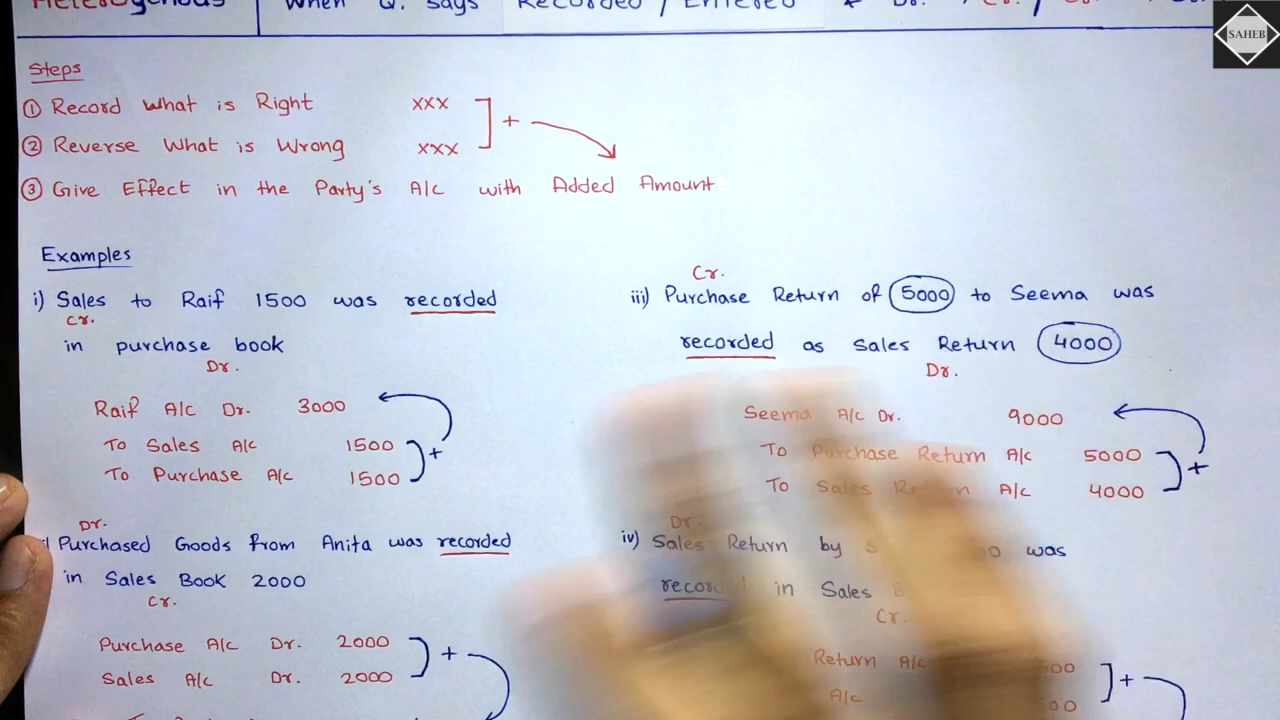 Heterogenous When Q. says Recorded / Entered
SAHEB
Steps
① Record What is Right xxx
+
② Reverse What is Wrong xxx
③ Give Effect in the Party's A/c with Added Amount
Examples
i) Sales to Raif 1500 was recorded
Cr.
in purchase book
Dr.
Raif A/c Dr. 3000
To Sales A/c 1500
+
To Purchase A/c 1500
Dr.
Purchased Goods from Anita was recorded
in Sales Book 2000
Cr.
Purchase A/c Dr. 2000
+
Sales A/c Dr. 2000
Cr.
iii) Purchase Return of 5000 to Seema was
recorded as Sales Return 4000
Dr.
Seema A/c Dr. 9000
To Purchase Return A/c 5000
+
To Sales Return A/c 4000
Dr.
iv) Sales Return by was
in Sales
Cr.
Return A/c
+
A/c